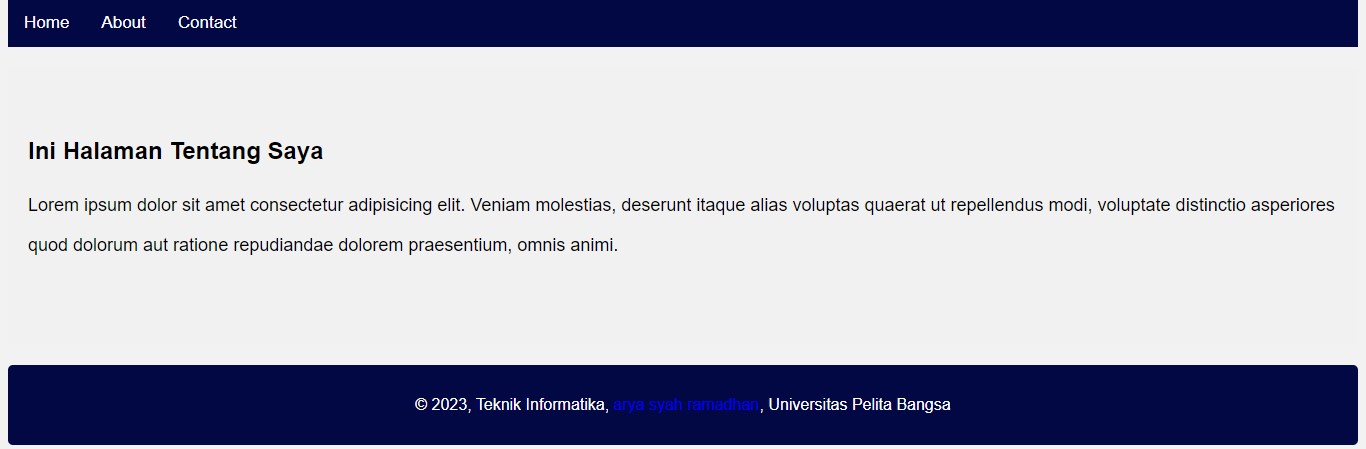 Home About Contact
Ini Halaman Tentang Saya
Lorem ipsum dolor sit amet consectetur adipisicing elit. Veniam molestias, deserunt itaque alias voluptas quaerat ut repellendus modi, voluptate distinctio asperiores
quod dolorum aut ratione repudiandae dolorem praesentium, omnis animi.
© 2023, Teknik Informatika, arya syah ramadhan, Universitas Pelita Bangsa